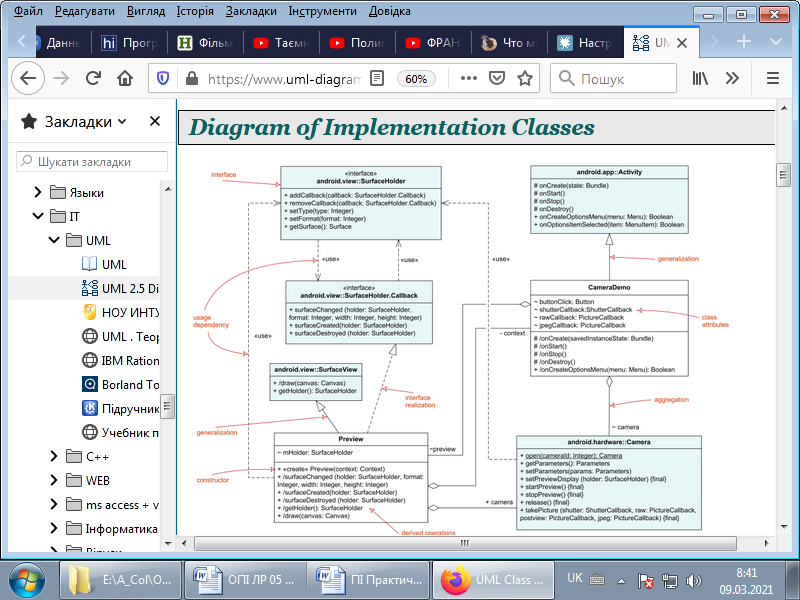 Файл Редагувати Вигляд Історія Закладки Інструменти Довідка
Данн
Прог
Фільм
Таєм
Поли
ФРАН
Что м
Настр
UM
https://www.uml-diagram
60%
Пошук
Закладки
Шукати закладки
Языки
IT
UML
UML
UML 2.5 Di
НОУ ИНТУ
UML . Теор
IBM Ration
Borland To
Підручник
Учебник п
C++
WEB
ms access + v
Інформатика
Diagram of Implementation Classes
interface
«interface»
android.view::SurfaceHolder
+ addCallback(callback: SurfaceHolder.Callback)
+ removeCallback(callback: SurfaceHolder.Callback)
+ setType(type: Integer)
+ setFormat(format: Integer)
+ getSurface(): Surface
android.app::Activity
# onCreate(state: Bundle)
# onStart()
# onStop()
# onDestroy()
+ onCreateOptionsMenu(menu: Menu): Boolean
+ onOptionsItemSelected(item: MenuItem): Boolean
«use»
«use»
«use»
generalization
«interface»
android.view::SurfaceHolder.Callback
+ surfaceChanged (holder: SurfaceHolder,
format: Integer, width: Integer, height: Integer)
+ surfaceCreated(holder: SurfaceHolder)
+ surfaceDestroyed (holder: SurfaceHolder)
CameraDemo
~ buttonClick: Button
~ shutterCallback:ShutterCallback
~ rawCallback: PictureCallback
~ jpegCallback: PictureCallback
# /onCreate(savedInstanceState: Bundle)
# /onStart()
# /onStop()
# /onDestroy()
+ /onCreateOptionsMenu(menu: Menu): Boolean
class
attributes
usage
dependency
«use»
- context
android.view::SurfaceView
+ /draw(canvas: Canvas)
+ getHolder(): SurfaceHolder
interface
realization
aggregation
generalization
~ camera
Preview
~ mHolder: SurfaceHolder
+ «create» Preview(context: Context)
+ /surfaceChanged (holder: SurfaceHolder, format:
Integer, width: Integer, height: Integer)
+ /surfaceCreated(holder: SurfaceHolder)
+ /surfaceDestroyed (holder: SurfaceHolder)
+ /getHolder(): SurfaceHolder
+ /draw(canvas: Canvas)
~preview
+ camera
constructor
derived operations
android.hardware::Camera
+ open(cameraId: Integer): Camera
+ getParameters(): Parameters
+ setParameters(params: Parameters)
+ setPreviewDisplay (holder: SurfaceHolder) {final}
+ startPreview() {final}
+ stopPreview() {final}
+ release() {final}
+ takePicture (shutter: ShutterCallback, raw: PictureCallback,
postview: PictureCallback, jpeg: PictureCallback) {final}
E:\A_Col\O...
ОПІ ЛР 05 ...
ПІ Практич...
UML Class ...
UK
8:41
09.03.2021